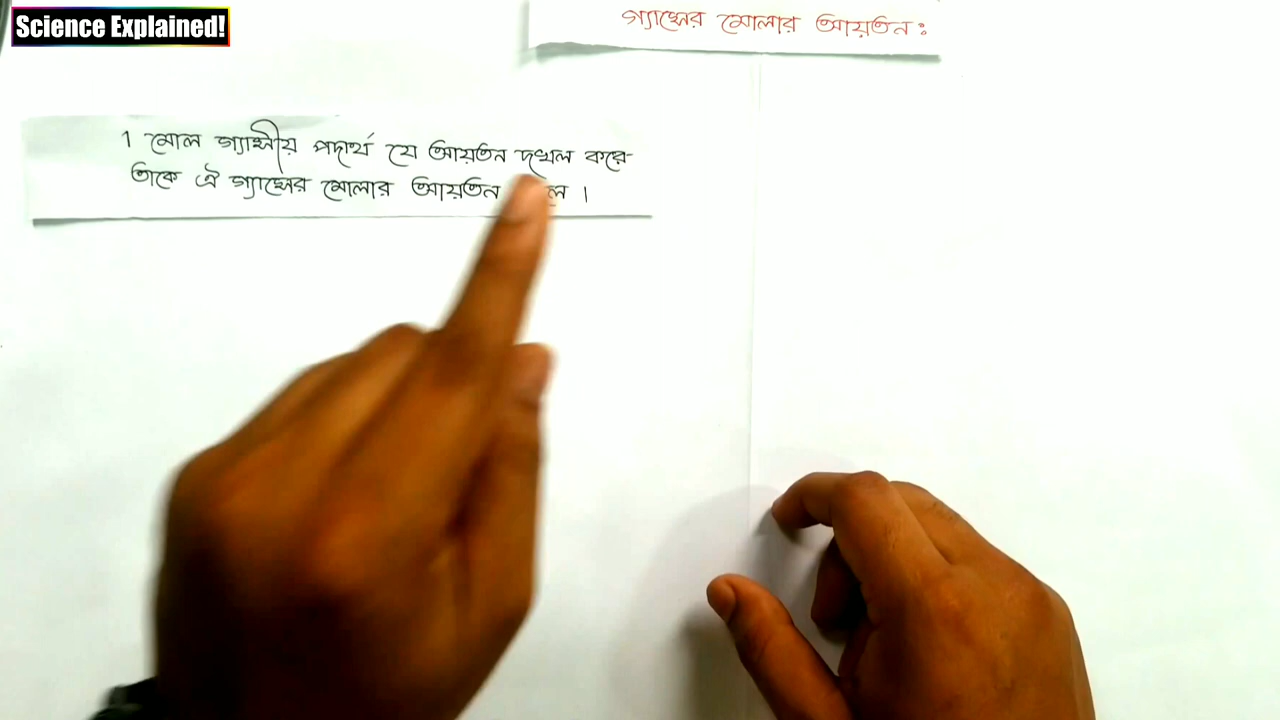 Science Explained!
গ্যাসের মোলার আয়তন :
1 মোল গ্যাসীয় পদার্থ যে আয়তন দখল করে
তাকে ঐ গ্যাসের মোলার আয়তন ।